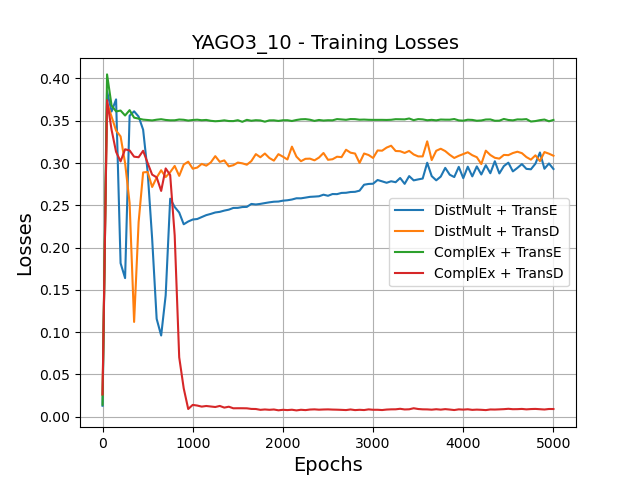 YAGO3_10 - Training Losses
Losses
0.40
0.35
0.30
0.25
0.20
0.15
0.10
0.05
0.00
DistMult + TransE
DistMult + TransD
ComplEx + TransE
ComplEx + TransD
0 1000 2000 3000 4000 5000
Epochs